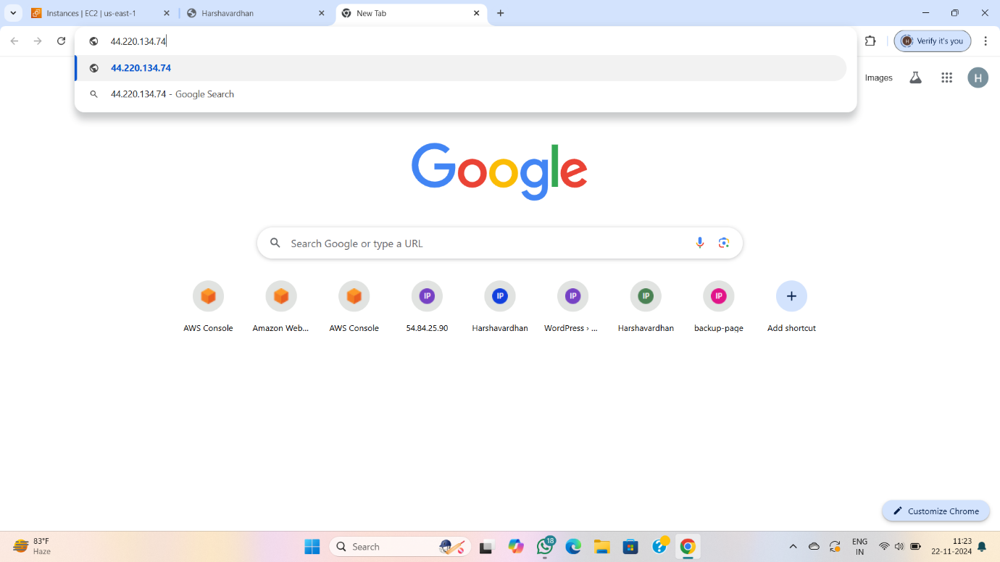 Instances | EC2 | us-east-1
Harshavardhan
New Tab
44.220.134.74
Verify it's you
44.220.134.74
44.220.134.74 - Google Search
Images
H
Google
Search Google or type a URL
IP
IP
IP
IP
IP
AWS Console
Amazon Web...
AWS Console
54.84.25.90
Harshavardhan
WordPress › ...
Harshavardhan
backup-page
Add shortcut
Customize Chrome
83°F
Haze
Search
18
ENG
IN
11:23
22-11-2024